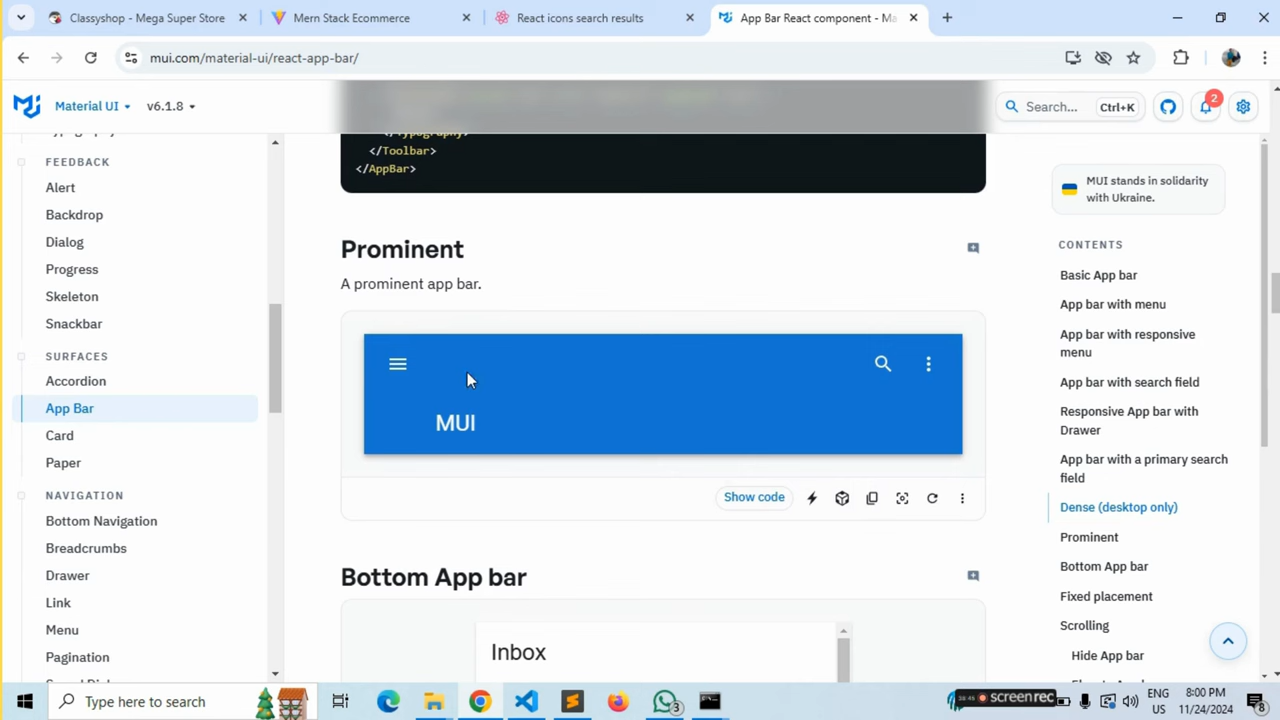 Classyshop - Mega Super Store
Mern Stack Ecommerce
React icons search results
App Bar React component - Ma
mui.com/material-ui/react-app-bar/
Material UI
v6.1.8
Search...
Ctrl+K
2
FEEDBACK
Alert
Backdrop
Dialog
Progress
Skeleton
Snackbar
SURFACES
Accordion
App Bar
Card
Paper
NAVIGATION
Bottom Navigation
Breadcrumbs
Drawer
Link
Menu
Pagination
</Typography>
</Toolbar>
</AppBar>
Prominent
A prominent app bar.
MUI
Show code
Bottom App bar
Inbox
MUI stands in solidarity
with Ukraine.
CONTENTS
Basic App bar
App bar with menu
App bar with responsive
menu
App bar with search field
Responsive App bar with
Drawer
App bar with a primary search
field
Dense (desktop only)
Prominent
Bottom App bar
Fixed placement
Scrolling
Hide App bar
Type here to search
3
screenrec
ENG
US
8:00 PM
11/24/2024
8